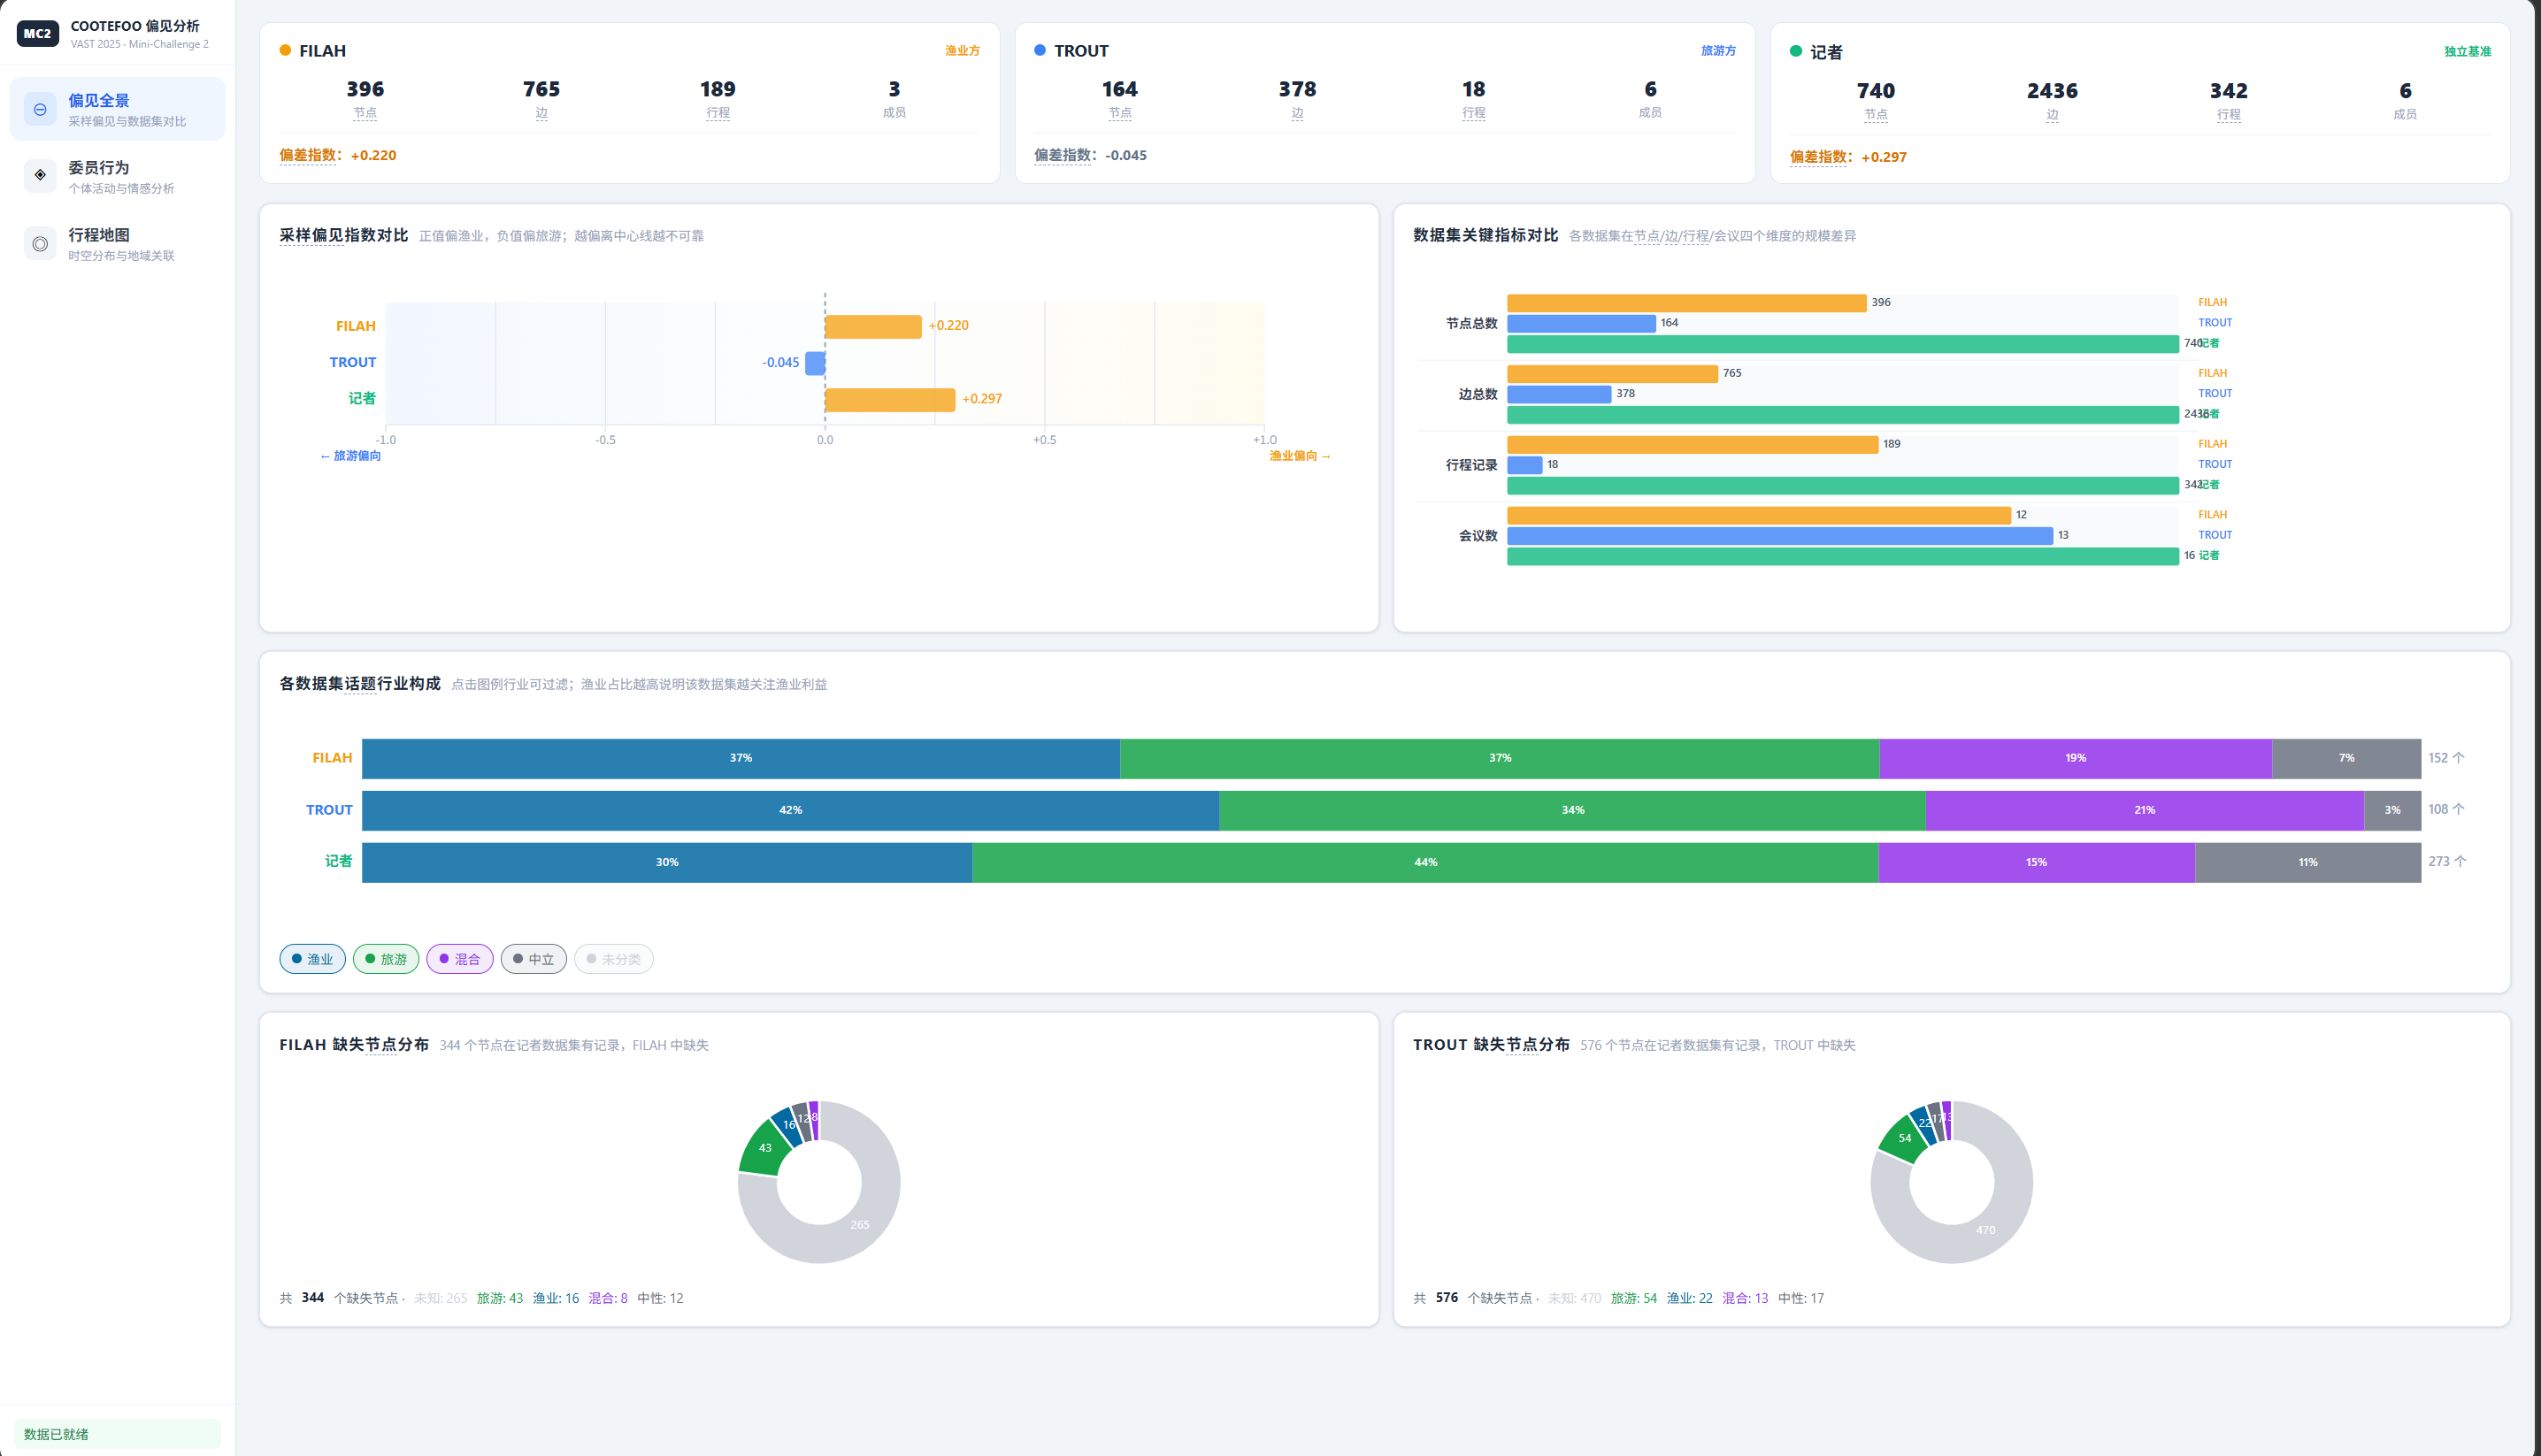 MC2
COOTEFOO 偏见分析
VAST 2025 · Mini-Challenge 2
偏见全景
采样偏见与数据集对比
委员行为
个体活动与情感分析
行程地图
时空分布与地域关联
数据已就绪
FILAH
渔业方
396 765 189 3
节点 边 行程 成员
偏差指数：+0.220
TROUT
旅游方
164 378 18 6
节点 边 行程 成员
偏差指数：-0.045
记者
独立基准
740 2436 342 6
节点 边 行程 成员
偏差指数：+0.297
采样偏见指数对比 正值偏渔业，负值偏旅游；越偏离中心线越不可靠
FILAH +0.220
TROUT -0.045
记者 +0.297
-1.0 -0.5 0.0 +0.5 +1.0
← 旅游偏向 渔业偏向 →
数据集关键指标对比 各数据集在节点/边/行程/会议四个维度的规模差异
节点总数
396 FILAH
164 TROUT
740 记者
边总数
765 FILAH
378 TROUT
2436 记者
行程记录
189 FILAH
18 TROUT
342 记者
会议数
12 FILAH
13 TROUT
16 记者
各数据集话题行业构成 点击图例行业可过滤；渔业占比越高说明该数据集越关注渔业利益
FILAH 37% 37% 19% 7% 152 个
TROUT 42% 34% 21% 3% 108 个
记者 30% 44% 15% 11% 273 个
渔业 旅游 混合 中立 未分类
FILAH 缺失节点分布 344 个节点在记者数据集有记录，FILAH 中缺失
43
16
12
8
265
共 344 个缺失节点 · 未知: 265 旅游: 43 渔业: 16 混合: 8 中性: 12
TROUT 缺失节点分布 576 个节点在记者数据集有记录，TROUT 中缺失
54
22
17
13
470
共 576 个缺失节点 · 未知: 470 旅游: 54 渔业: 22 混合: 13 中性: 17